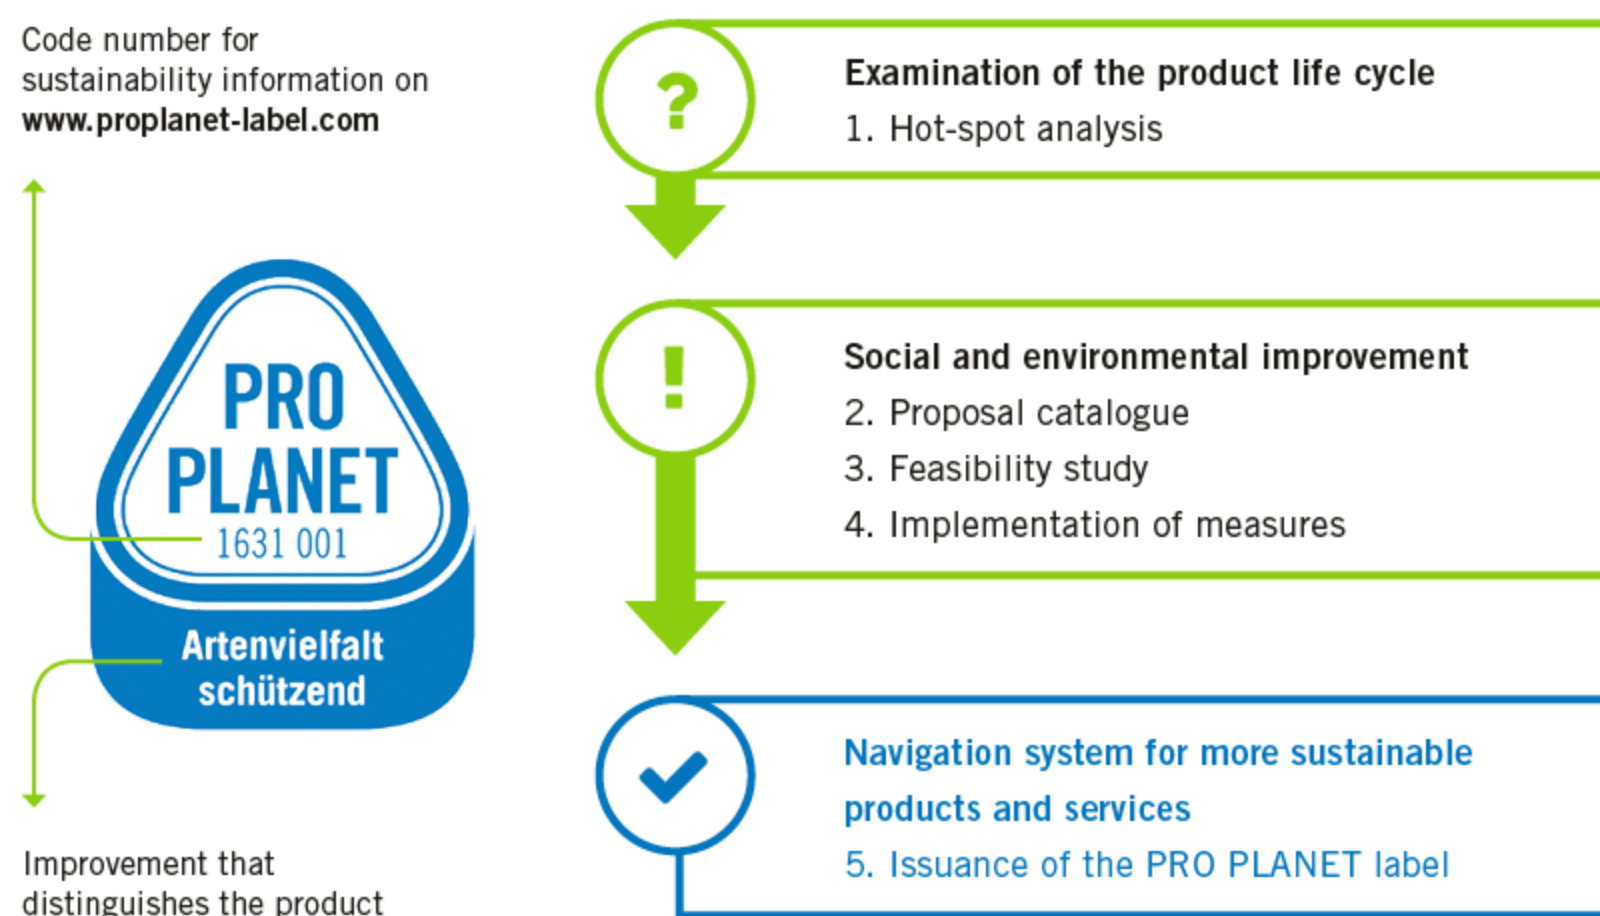 Code number for
sustainability information on
www.proplanet-label.com
PRO
PLANET
1631 001
Artenvielfalt
schützend
Improvement that
distinguishes the product
?
Examination of the product life cycle
1. Hot-spot analysis
!
Social and environmental improvement
2. Proposal catalogue
3. Feasibility study
4. Implementation of measures
Navigation system for more sustainable
products and services
5. Issuance of the PRO PLANET label